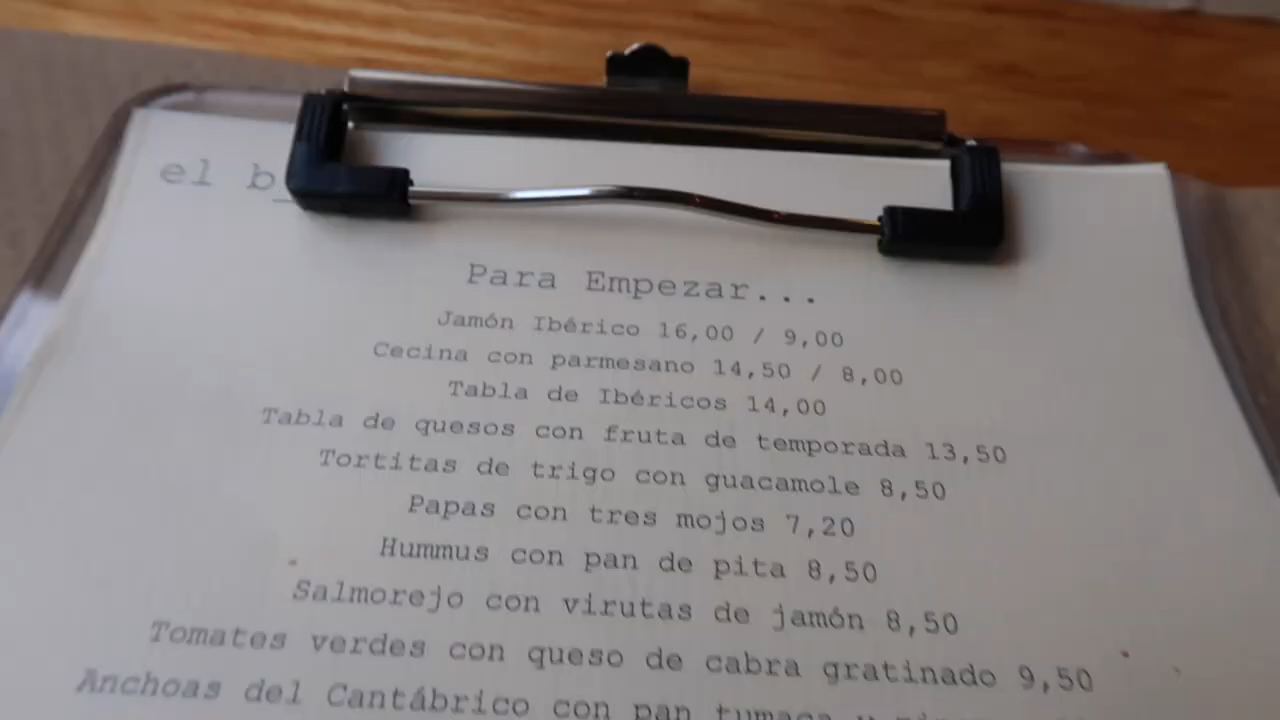 el b
Para Empezar...
Jamón Ibérico 16,00 / 9,00
Cecina con parmesano 14,50 / 8,00
Tabla de Ibéricos 14,00
Tabla de quesos con fruta de temporada 13,50
Tortitas de trigo con guacamole 8,50
Papas con tres mojos 7,20
Hummus con pan de pita 8,50
Salmorejo con virutas de jamón 8,50
Tomates verdes con queso de cabra gratinado 9,50
Anchoas del Cantábrico con pan tumaca y